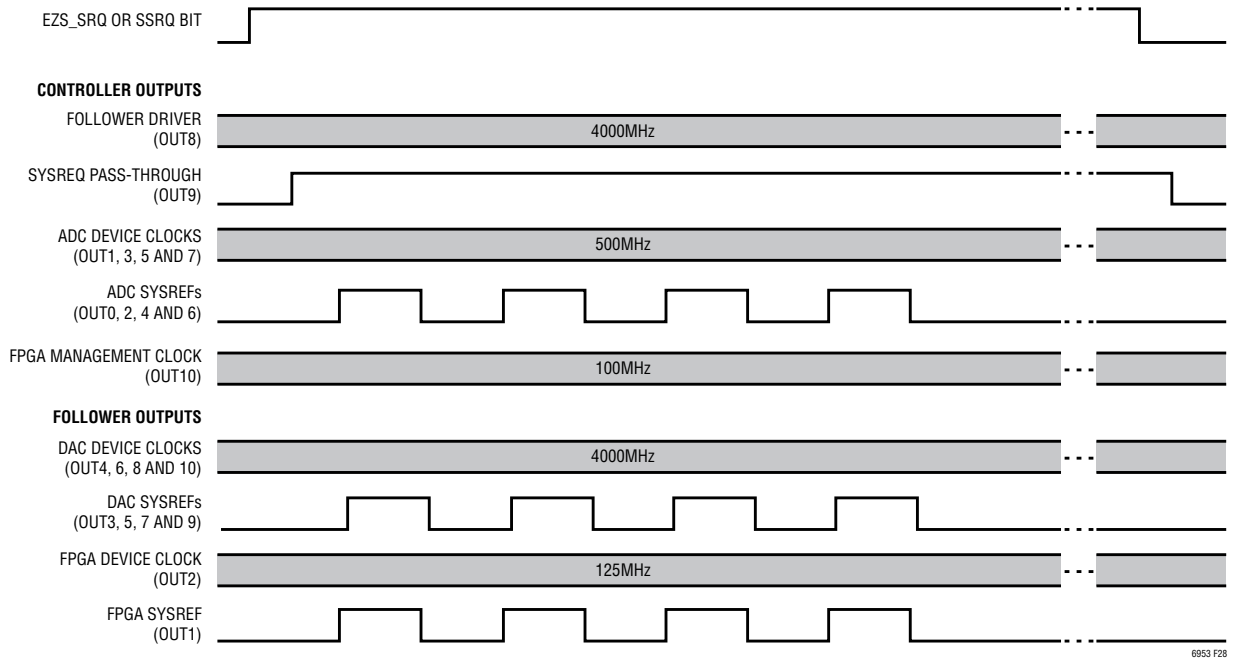 EZS_SRQ OR SSRQ BIT
CONTROLLER OUTPUTS
FOLLOWER DRIVER
(OUT8)
4000MHz
SYSREQ PASS-THROUGH
(OUT9)
ADC DEVICE CLOCKS
(OUT1, 3, 5 AND 7)
500MHz
ADC SYSREFs
(OUT0, 2, 4 AND 6)
FPGA MANAGEMENT CLOCK
(OUT10)
100MHz
FOLLOWER OUTPUTS
DAC DEVICE CLOCKS
(OUT4, 6, 8 AND 10)
4000MHz
DAC SYSREFs
(OUT3, 5, 7 AND 9)
FPGA DEVICE CLOCK
(OUT2)
125MHz
FPGA SYSREF
(OUT1)
6953 F28